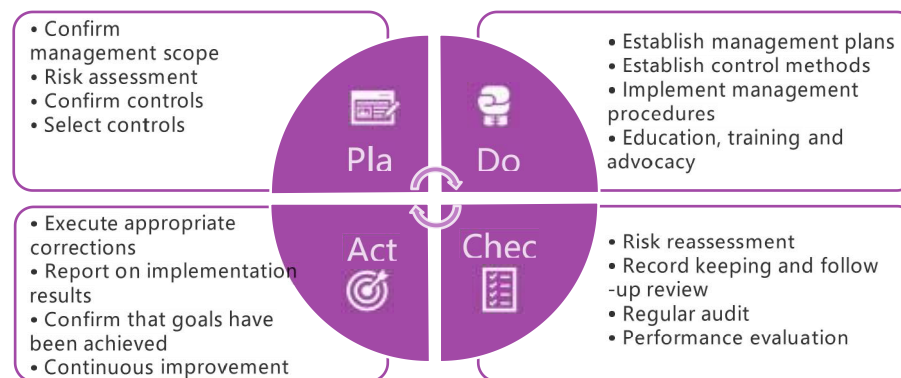 • Confirm
management scope
• Risk assessment
• Confirm controls
• Select controls
Pla
• Establish management plans
• Establish control methods
• Implement management
procedures
• Education, training and
advocacy
Do
• Execute appropriate
corrections
• Report on implementation
results
• Confirm that goals have
been achieved
• Continuous improvement
Act
Chec
• Risk reassessment
• Record keeping and follow
-up review
• Regular audit
• Performance evaluation